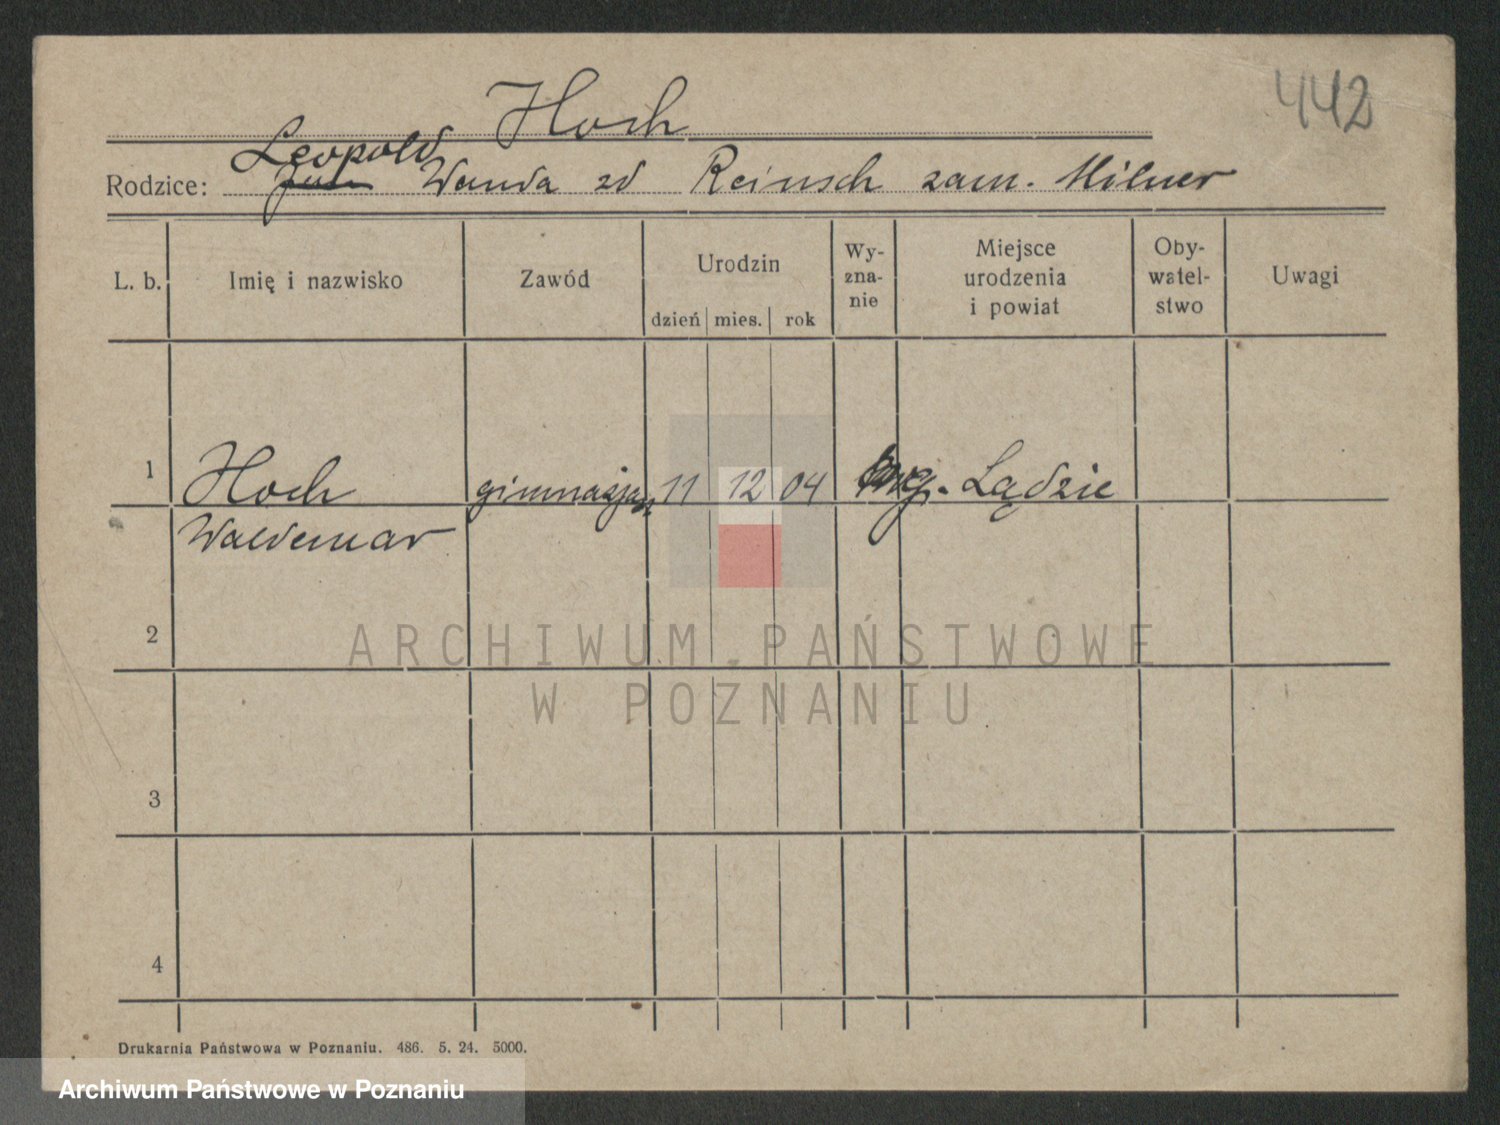 442
Hoch
Leopold
Rodzice: Wanda zd Reinsch zam. Milner
L. b. Imię i nazwisko Zawód Urodzin dzień mies. rok Wy-zna-nie Miejsce urodzenia i powiat Oby-watel-stwo Uwagi
1 Hoch gimnazjast 11 12 04 ewg. Lądzie
Waldemar
2
ARCHIWUM PAŃSTWOWE
W POZNANIU
3
4
Drukarnia Państwowa w Poznaniu. 486. 5. 24. 5000.
Archiwum Państwowe w Poznaniu